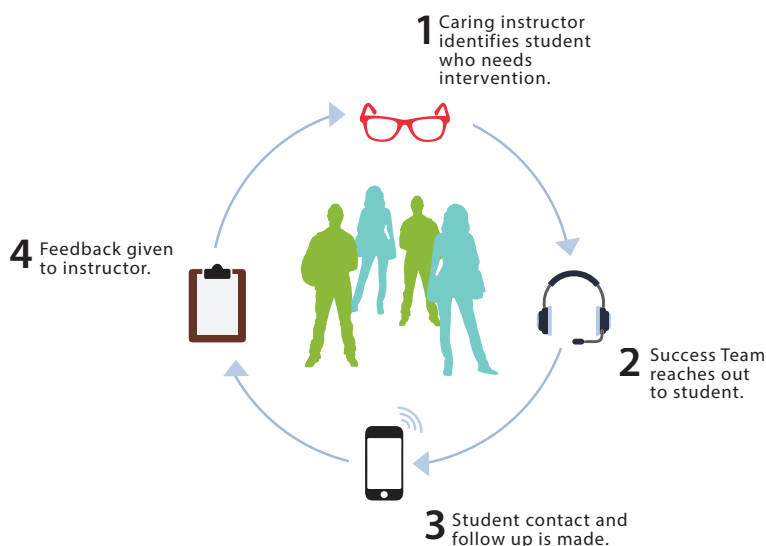 1 Caring instructor
identifies student
who needs
intervention.
2 Success Team
reaches out
to student.
3 Student contact and
follow up is made.
4 Feedback given
to instructor.